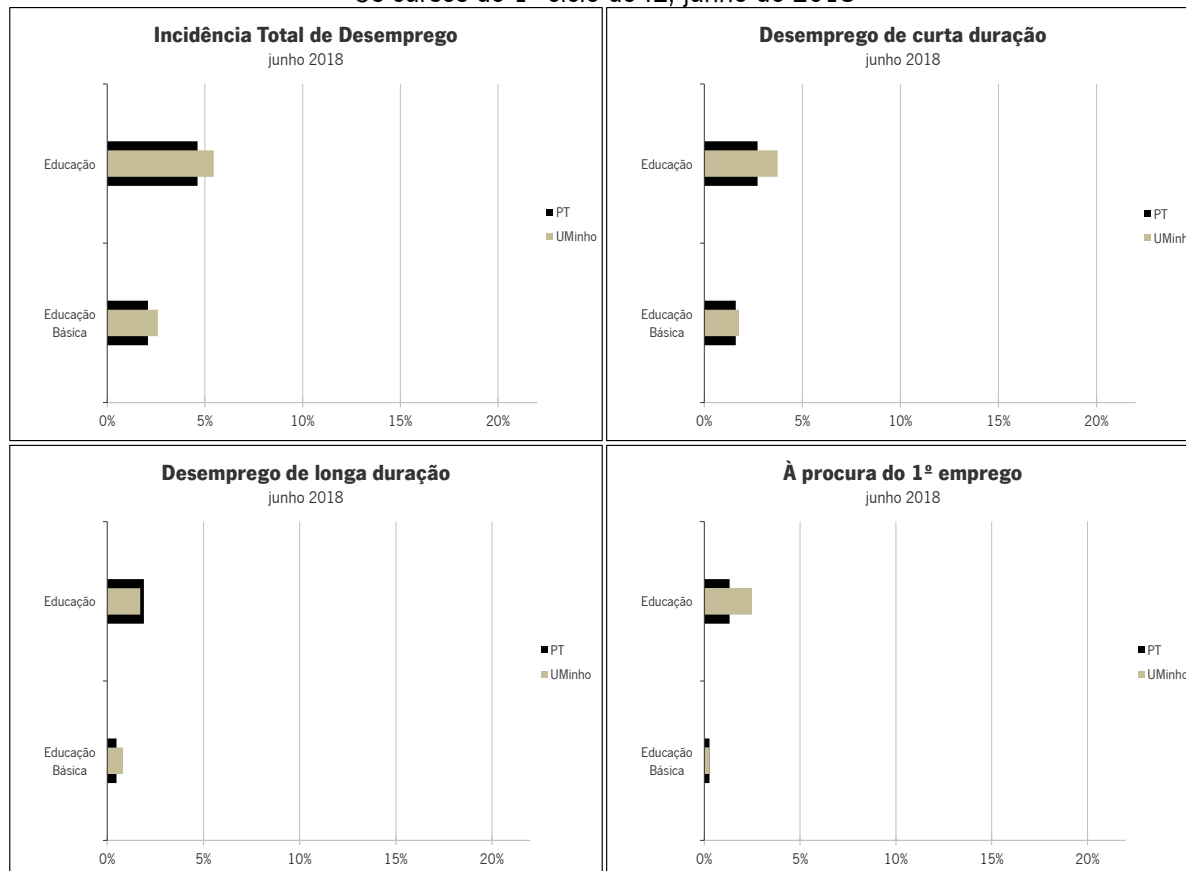 Incidência Total de Desemprego
junho 2018
Educação
Educação
Básica
0% 5% 10% 15% 20%
PT
UMinho
Desemprego de curta duração
junho 2018
Educação
Educação
Básica
0% 5% 10% 15% 20%
PT
UMinh
Desemprego de longa duração
junho 2018
Educação
Educação
Básica
0% 5% 10% 15% 20%
PT
UMinho
À procura do 1º emprego
junho 2018
Educação
Educação
Básica
0% 5% 10% 15% 20%
PT
UMinho